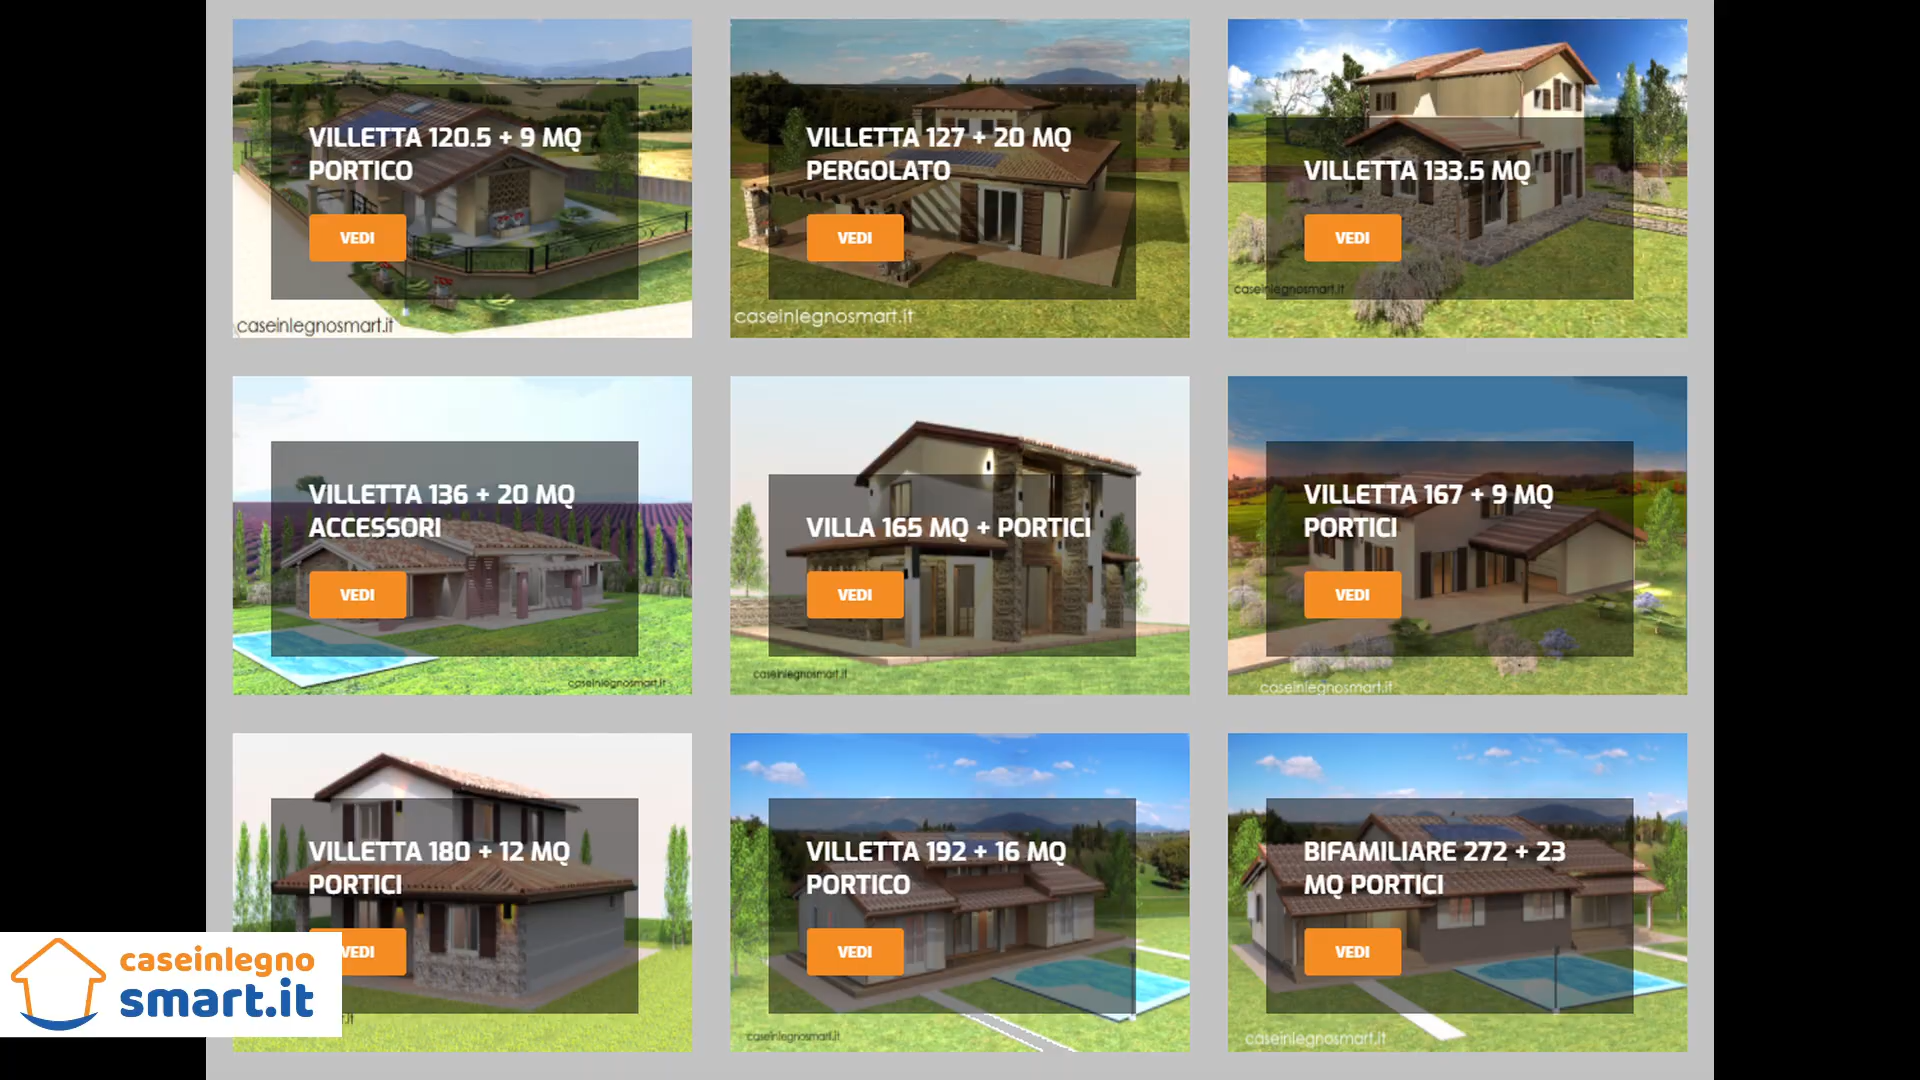 VILLETTA 120.5 + 9 MQ
PORTICO
VEDI
caseinlegnosmart.it
VILLETTA 127 + 20 MQ
PERGOLATO
VEDI
caseinlegnosmart.it
VILLETTA 133.5 MQ
VEDI
caseinlegnosmart.it
VILLETTA 136 + 20 MQ
ACCESSORI
VEDI
caseinlegnosmart.it
VILLA 165 MQ + PORTICI
VEDI
caseinlegnosmart.it
VILLETTA 167 + 9 MQ
PORTICI
VEDI
caseinlegnosmart.it
VILLETTA 180 + 12 MQ
PORTICI
VEDI
caseinlegno
smart.it
VILLETTA 192 + 16 MQ
PORTICO
VEDI
caseinlegnosmart.it
BIFAMILIARE 272 + 23
MQ PORTICI
VEDI
caseinlegnosmart.it